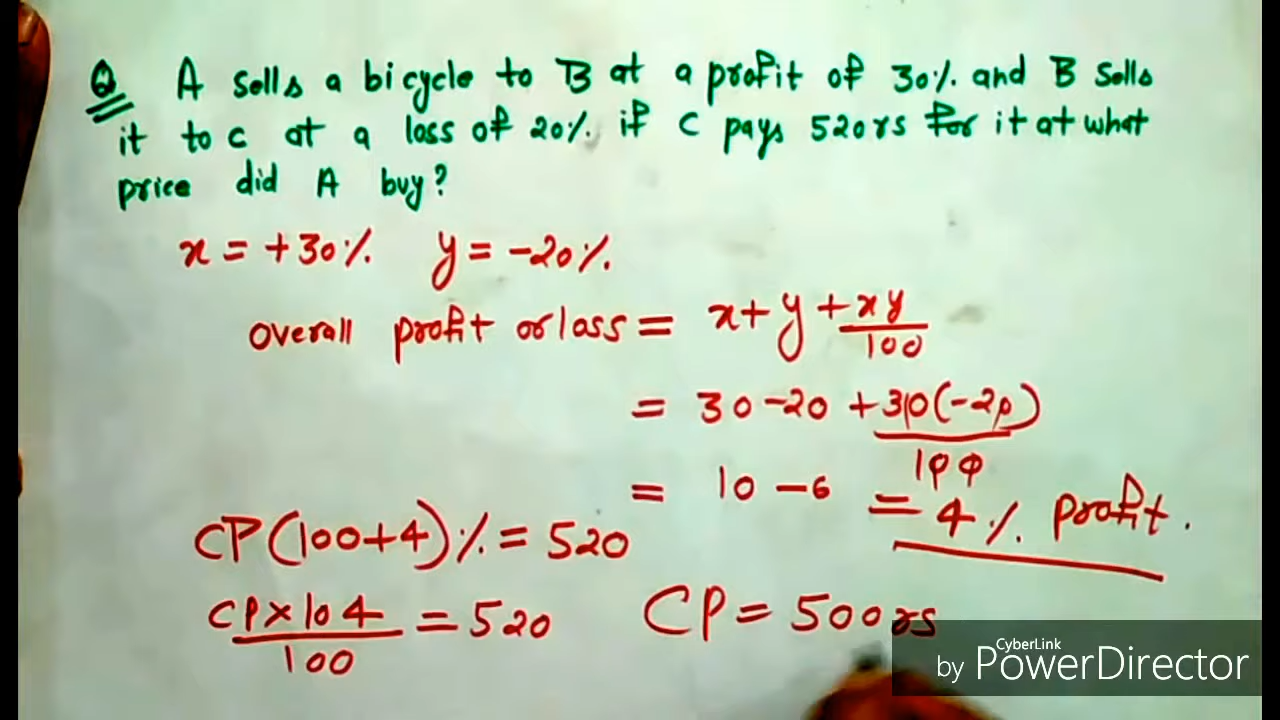 Q A sells a bicycle to B at a profit of 30% and B sells
it to c at a loss of 20% if C pays 520rs for it at what
price did A buy?
x = +30% y = -20%
overall profit or loss = x + y + xy/100
= 30 -20 + 30(-20)/100
= 10 - 6 = 4% profit.
CP(100+4)% = 520
CP×104/100 = 520 CP = 500rs
CyberLink
by PowerDirector